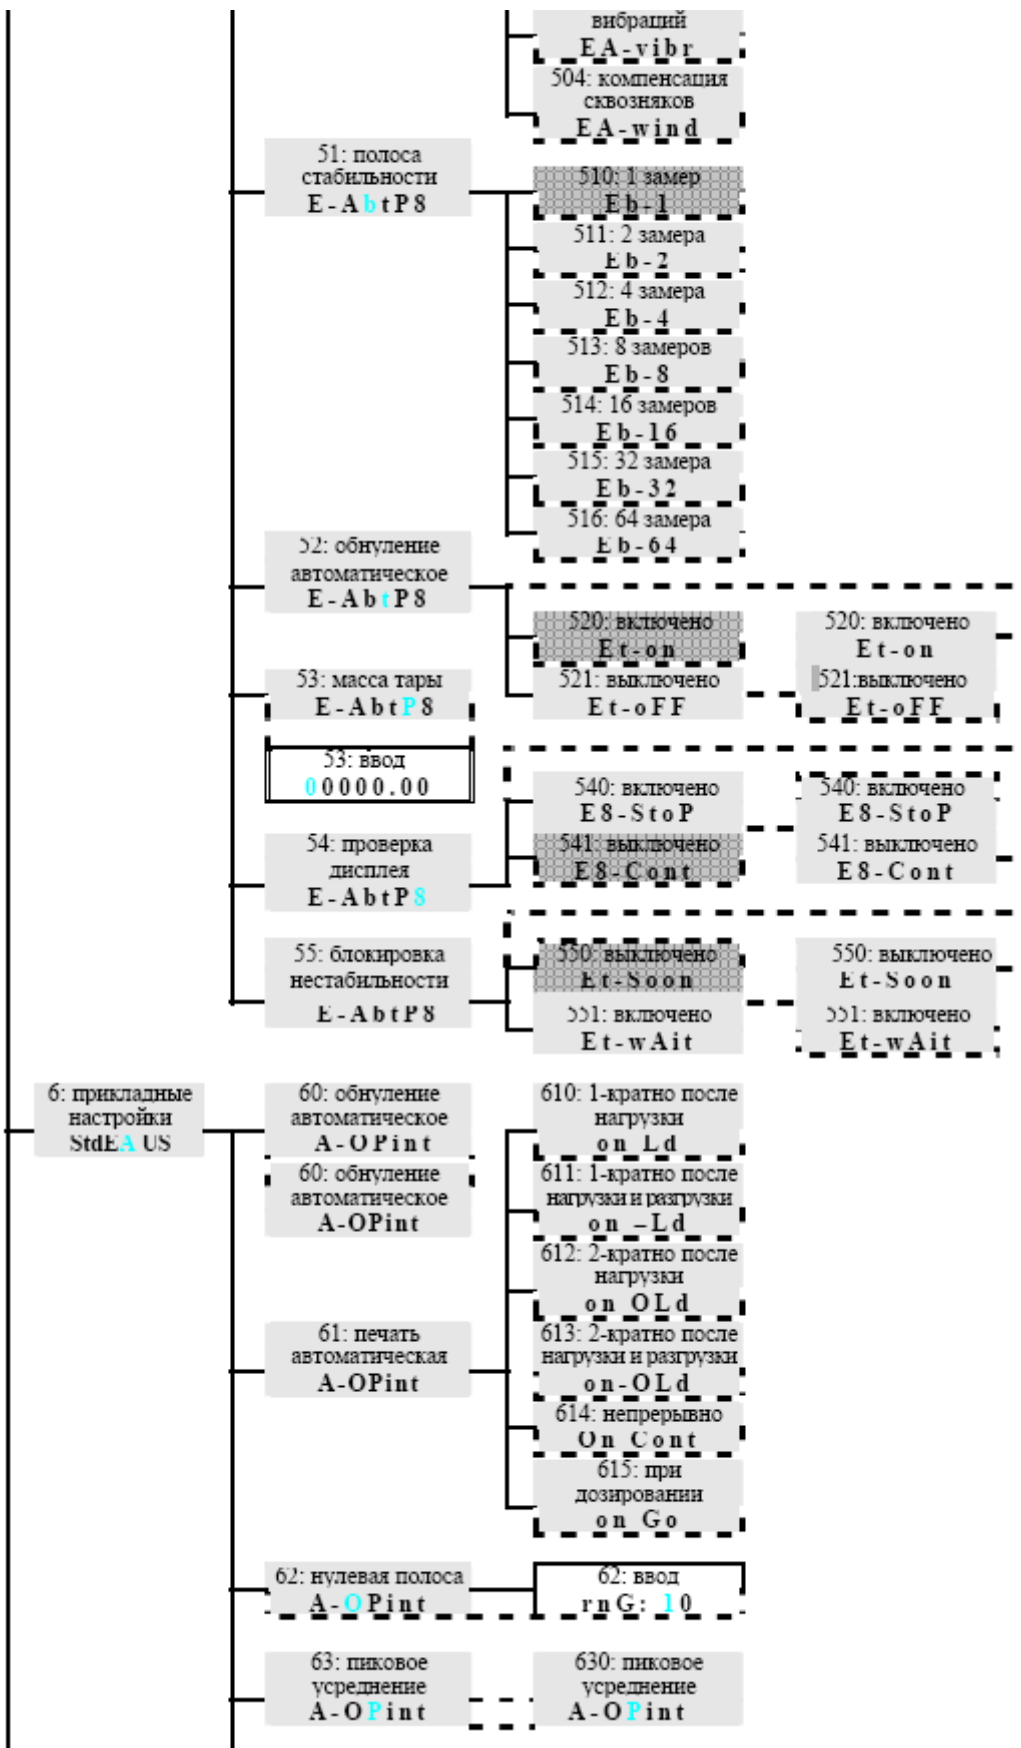 вибраций
EA-vibr
504: компенсация
сквозняков
EA-wind
51: полоса
стабильности
E-AbtP8
510: 1 замер
Eb-1
511: 2 замера
Eb-2
512: 4 замера
Eb-4
513: 8 замеров
Eb-8
514: 16 замеров
Eb-16
515: 32 замера
Eb-32
516: 64 замера
Eb-64
52: обнуление
автоматическое
E-AbtP8
520: включено
Et-on
521: выключено
Et-oFF
520: включено
Et-on
521:выключено
Et-oFF
53: масса тары
E-AbtP8
53: ввод
00000.00
54: проверка
дисплея
E-AbtP8
540: включено
E8-StoP
541: выключено
E8-Cont
540: включено
E8-StoP
541: выключено
E8-Cont
55: блокировка
нестабильности
E-AbtP8
550: выключено
Et-Soon
551: включено
Et-wAit
550: выключено
Et-Soon
551: включено
Et-wAit
6: прикладные
настройки
StdEA US
60: обнуление
автоматическое
A-OPint
60: обнуление
автоматическое
A-OPint
61: печать
автоматическая
A-OPint
610: 1-кратно после
нагрузки
on Ld
611: 1-кратно после
нагрузки и разгрузки
on –Ld
612: 2-кратно после
нагрузки
on OLd
613: 2-кратно после
нагрузки и разгрузки
on-OLd
614: непрерывно
On Cont
615: при
дозировании
on Go
62: нулевая полоса
A-OPint
62: ввод
rnG: 10
63: пиковое
усреднение
A-OPint
630: пиковое
усреднение
A-OPint